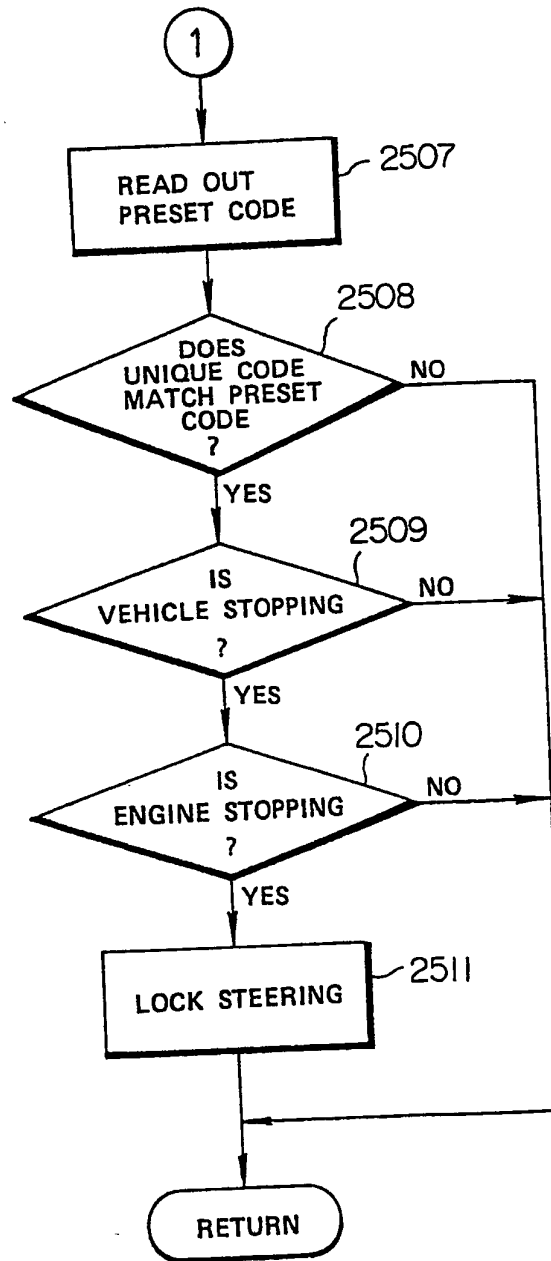 1
READ OUT
PRESET CODE
2507
DOES
UNIQUE CODE
MATCH PRESET
CODE
?
2508
NO
YES
IS
VEHICLE STOPPING
?
2509
NO
YES
IS
ENGINE STOPPING
?
2510
NO
YES
LOCK STEERING
2511
RETURN